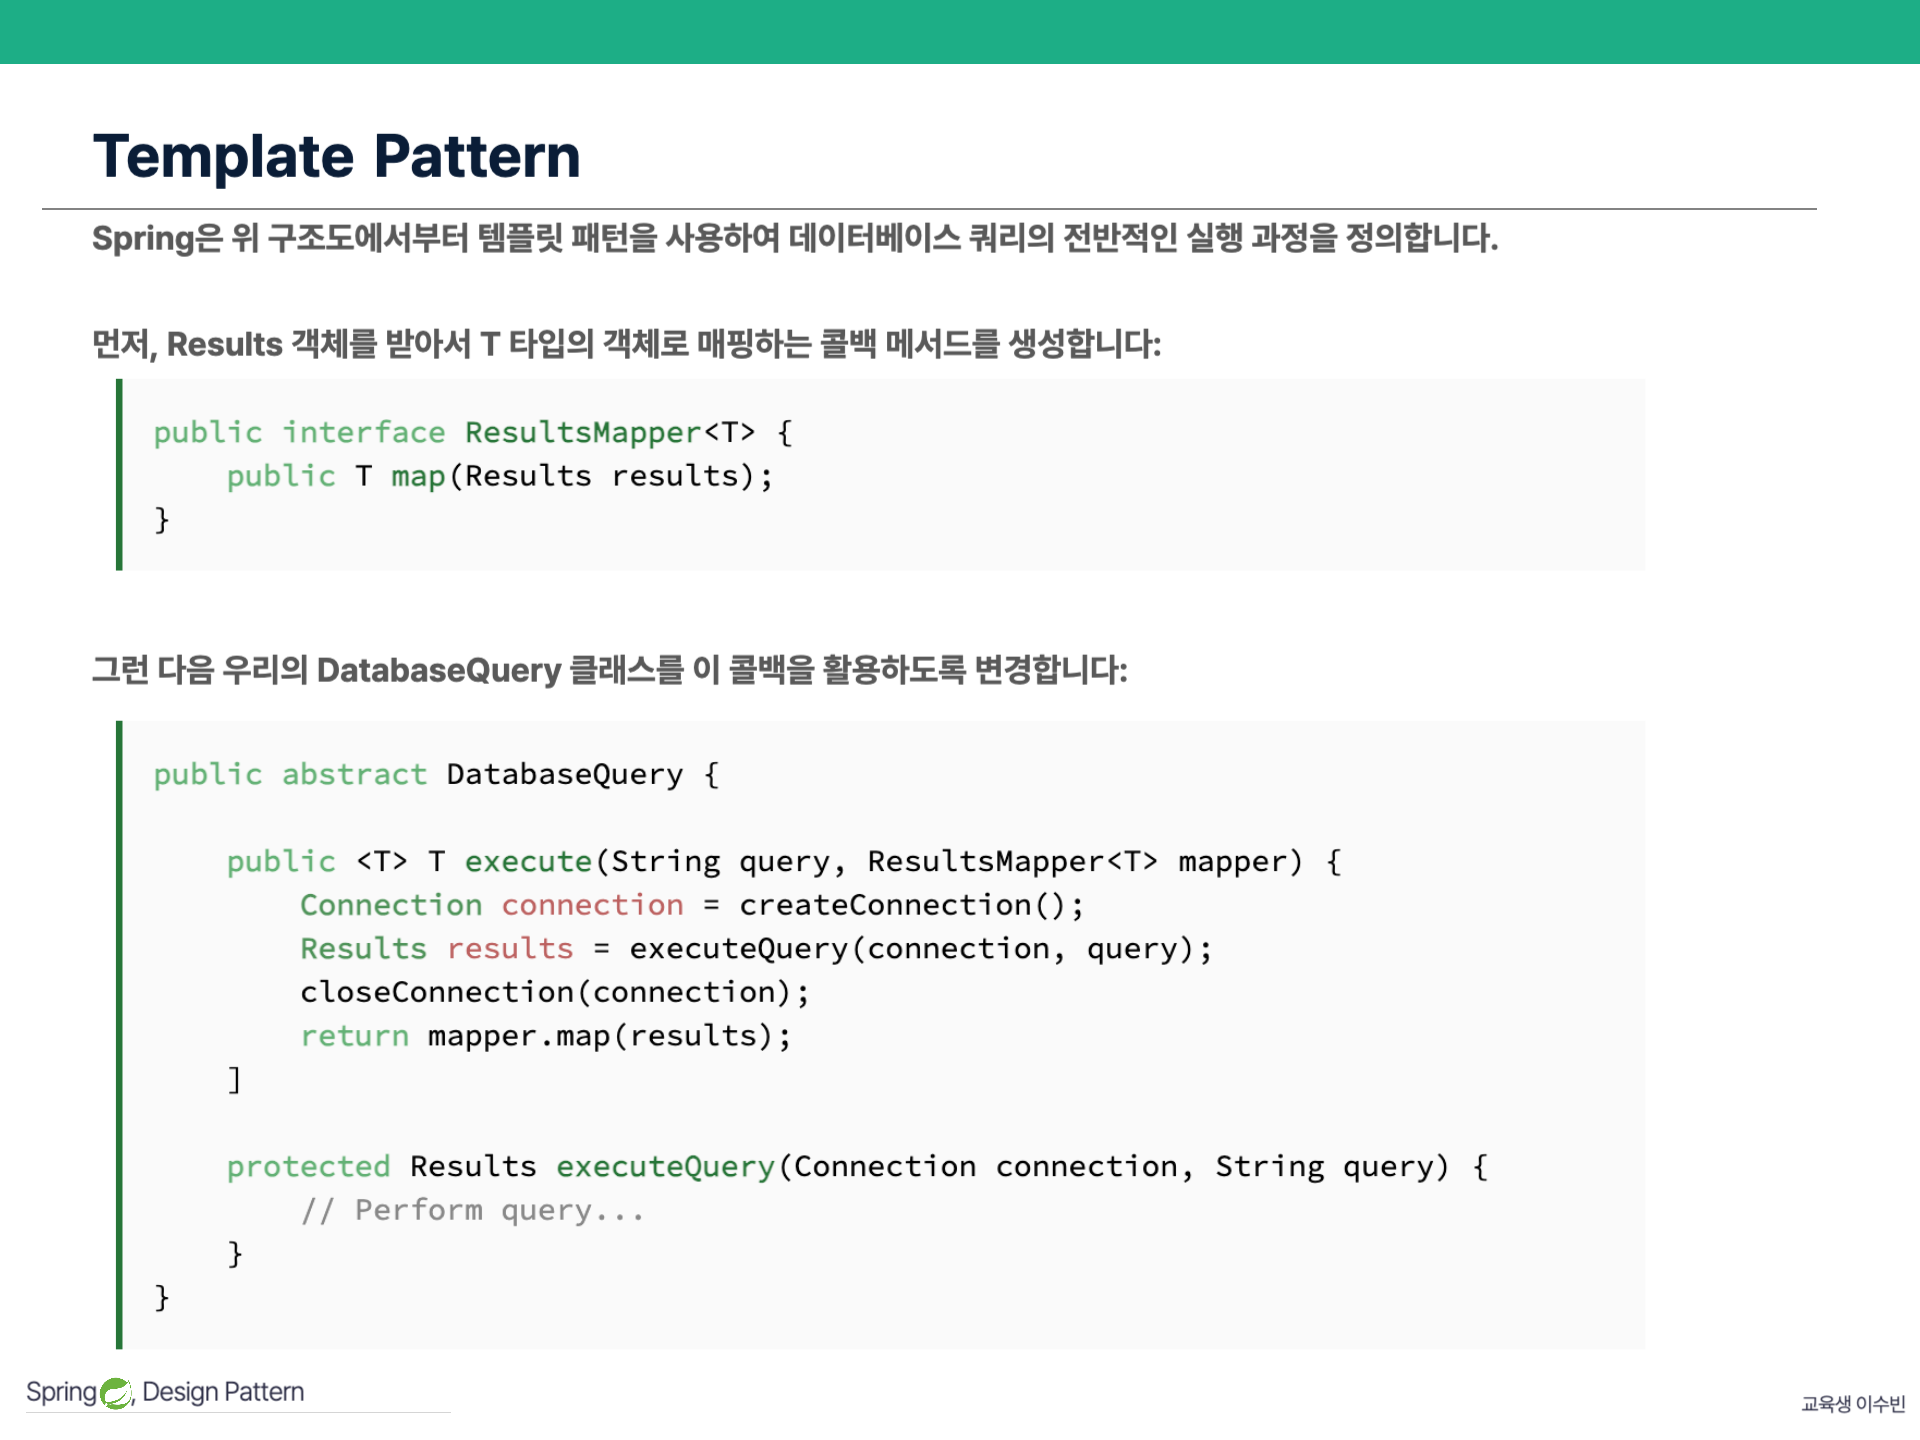 Template Pattern
Spring은 위 구조도에서부터 템플릿 패턴을 사용하여 데이터베이스 쿼리의 전반적인 실행 과정을 정의합니다.
먼저, Results 객체를 받아서 T 타입의 객체로 매핑하는 콜백 메서드를 생성합니다:
public interface ResultsMapper<T> {
    public T map(Results results);
}
그런 다음 우리의 DatabaseQuery 클래스를 이 콜백을 활용하도록 변경합니다:
public abstract DatabaseQuery {
    public <T> T execute(String query, ResultsMapper<T> mapper) {
        Connection connection = createConnection();
        Results results = executeQuery(connection, query);
        closeConnection(connection);
        return mapper.map(results);
    ]
    protected Results executeQuery(Connection connection, String query) {
        // Perform query...
    }
}
Spring, Design Pattern
교육생 이수빈